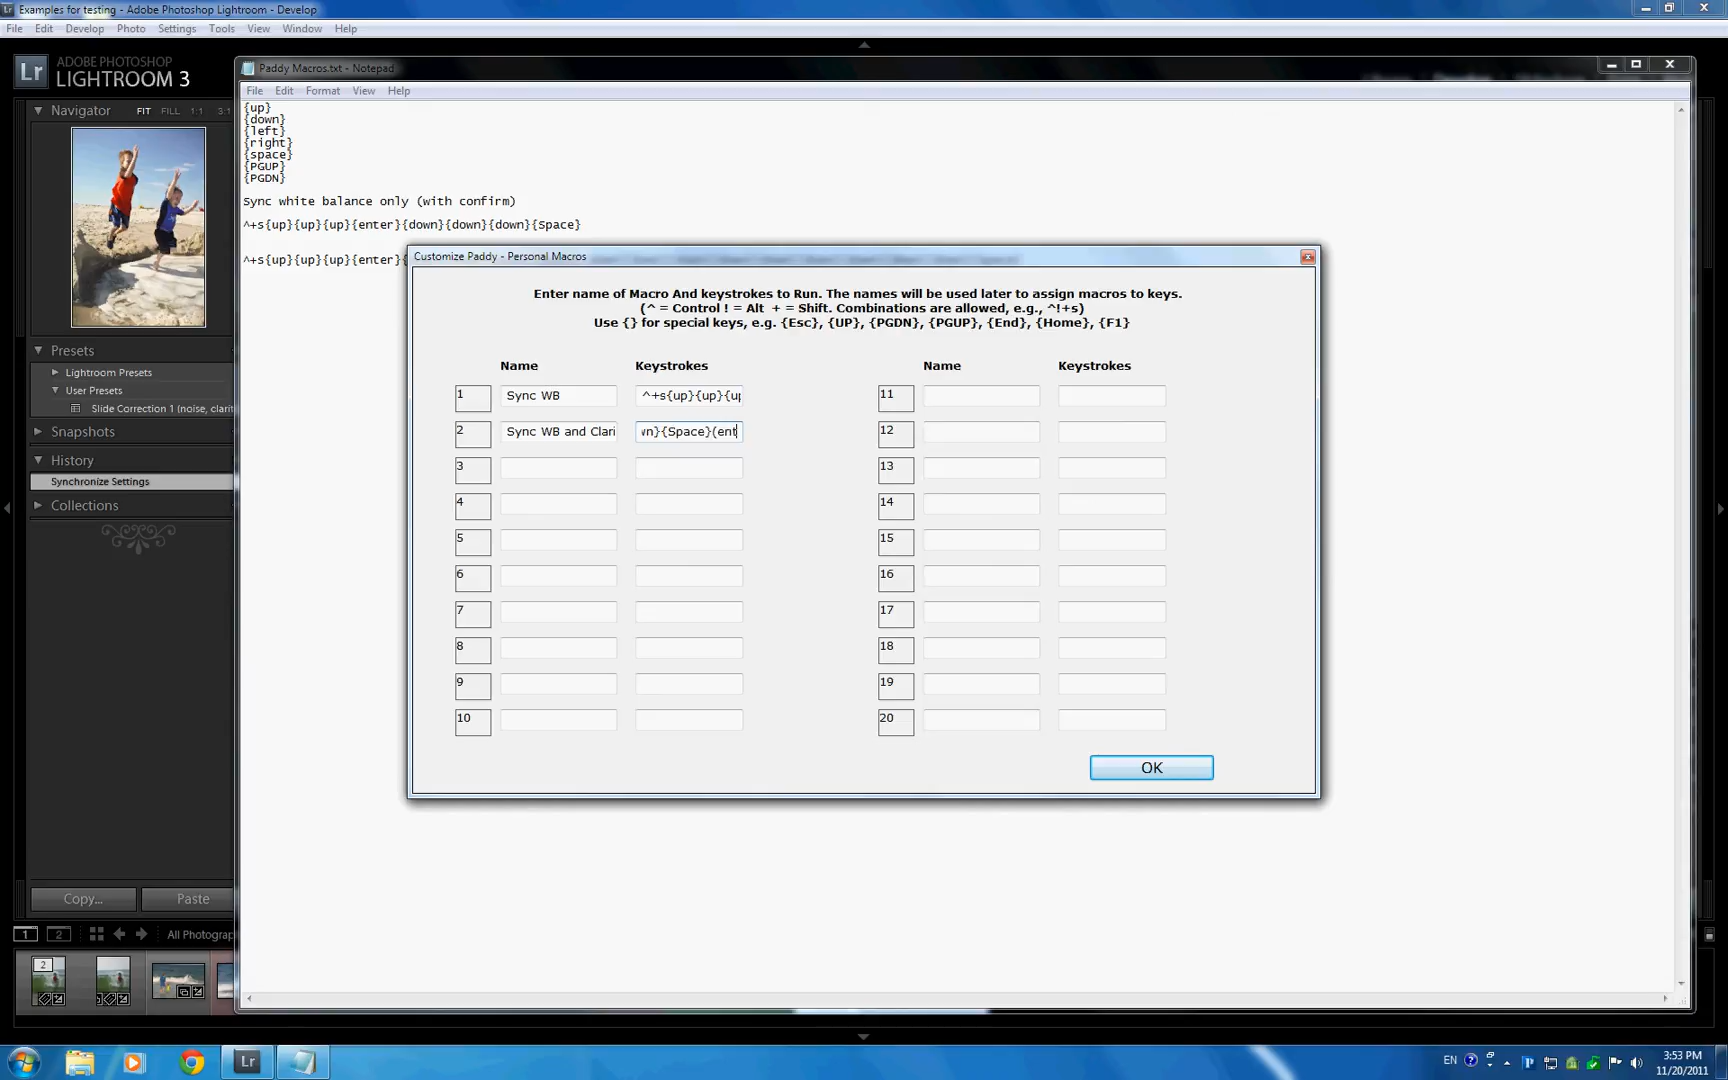 Examples for testing - Adobe Photoshop Lightroom - Develop
File Edit Develop Photo Settings Tools View Window Help
Lr ADOBE PHOTOSHOP
LIGHTROOM 3
Paddy Macros.txt - Notepad
File Edit Format View Help
Navigator FIT FILL 1:1 3:1
{up}
{down}
{left}
{right}
{space}
{PGUP}
{PGDN}
Sync white balance only (with confirm)
^+s{up}{up}{up}{enter}{down}{down}{down}{Space}
^+s{up}{up}{up}{enter}{
Customize Paddy - Personal Macros
Enter name of Macro And keystrokes to Run. The names will be used later to assign macros to keys.
(^ = Control ! = Alt + = Shift. Combinations are allowed, e.g., ^!+s)
Use {} for special keys, e.g. {Esc}, {UP}, {PGDN}, {PGUP}, {End}, {Home}, {F1}
Name Keystrokes Name Keystrokes
1 Sync WB ^+s{up}{up}{up 11
2 Sync WB and Clari wn}{Space}(ent 12
3 13
4 14
5 15
6 16
7 17
8 18
9 19
10 20
OK
Presets
Lightroom Presets
User Presets
Slide Correction 1 (noise, clarit
Snapshots
History
Synchronize Settings
Collections
Copy... Paste
1 2 All Photograp
2
Lr
EN
3:53 PM
11/20/2011